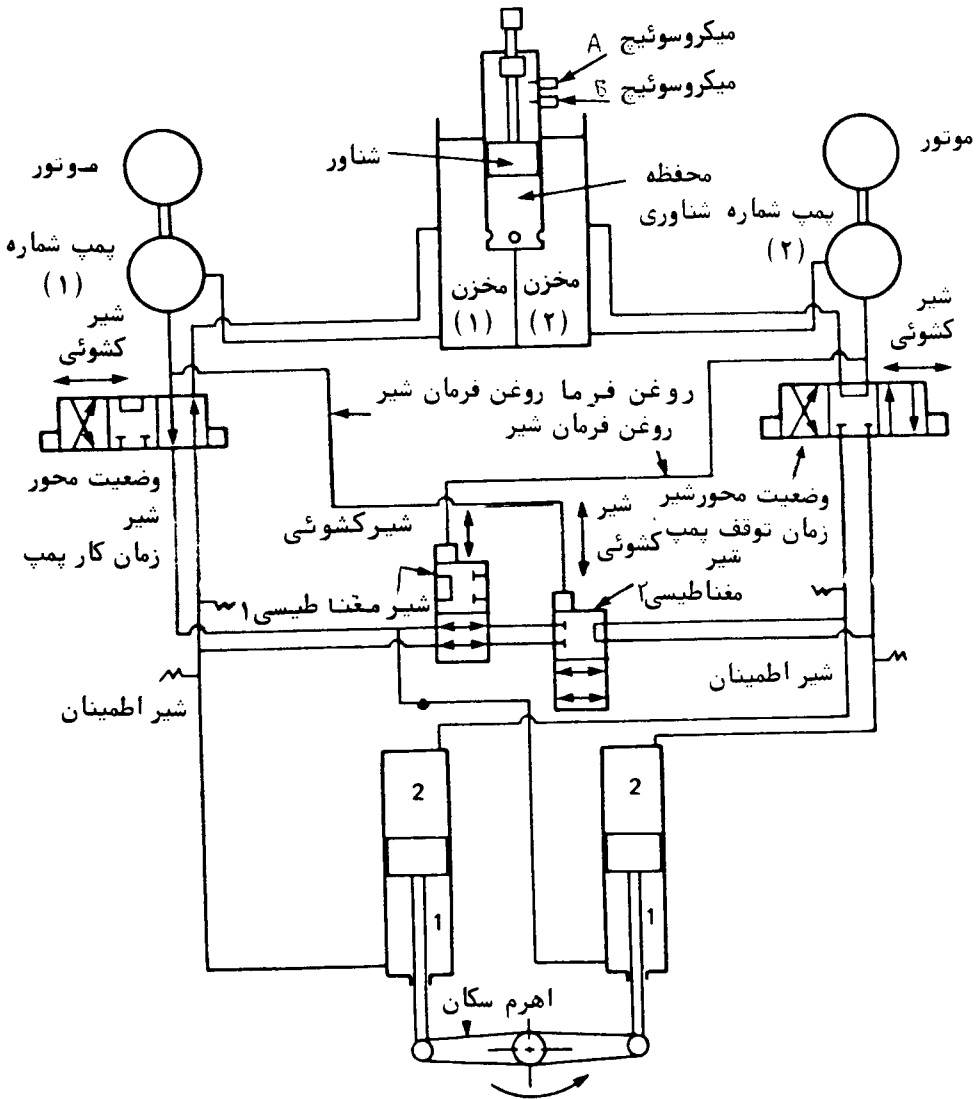 میکروسوئیچ A
میکروسوئیچ B
موتور
موتور
شناور
محفظه
شناوری
پمپ شماره
(۲)
پمپ شماره
(۱)
مخزن
(۱)
مخزن
(۲)
شیر
کشوئی
شیر
کشوئی
روغن فرما روغن فرمان شیر
روغن فرمان شیر
وضعیت محور
شیر
زمان کار پمپ
وضعیت محورشیر
زمان توقف پمپ
شیرکشوئی
شیر
کشوئی
شیر مغناطیسی ۱
شیر
مغناطیسی۲
شیر اطمینان
شیر اطمینان
2
2
1
1
اهرم سکان